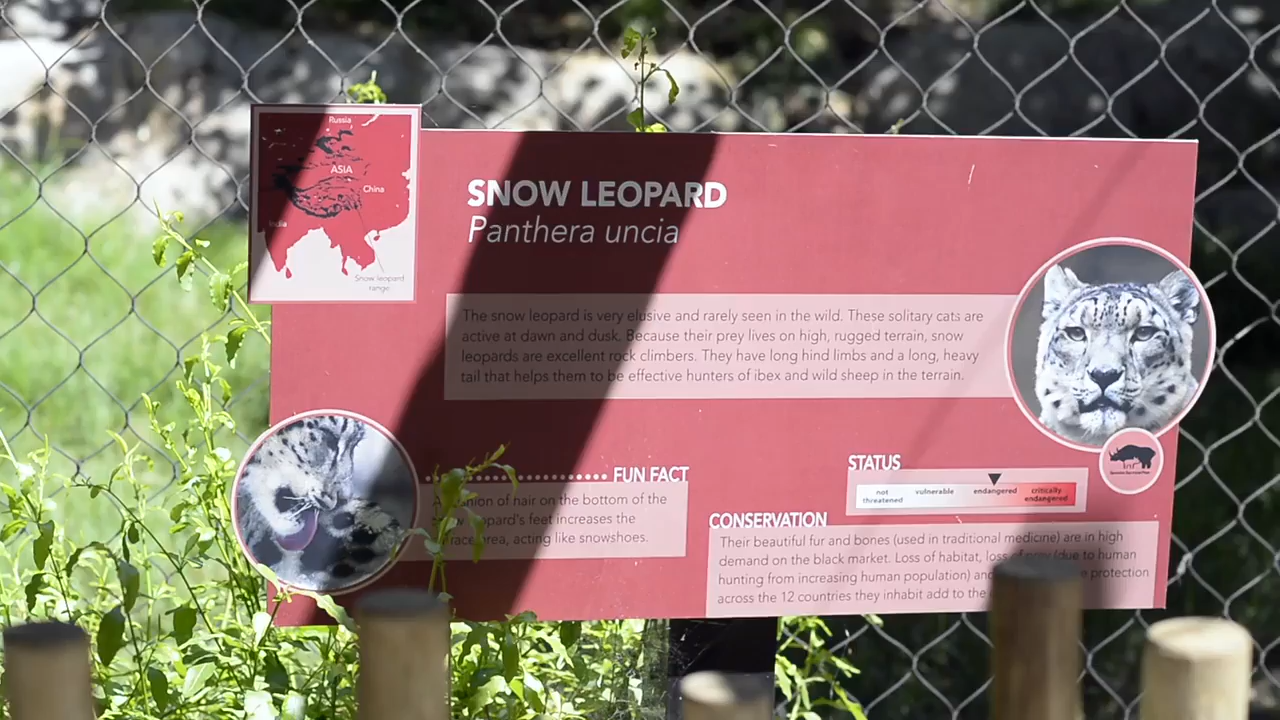 Russia
ASIA
China
India
Snow leopard
range
SNOW LEOPARD
Panthera uncia
The snow leopard is very elusive and rarely seen in the wild. These solitary cats are
active at dawn and dusk. Because their prey lives on high, rugged terrain, snow
leopards are excellent rock climbers. They have long hind limbs and a long, heavy
tail that helps them to be effective hunters of ibex and wild sheep in the terrain.
FUN FACT
of hair on the bottom of the
leopard's feet increases the
area, acting like snowshoes.
STATUS
not
threatened
vulnerable
endangered
critically
endangered
CONSERVATION
Their beautiful fur and bones (used in traditional medicine) are in high
demand on the black market. Loss of habitat, loss of prey (due to human
hunting from increasing human population) and protection
across the 12 countries they inhabit add to the